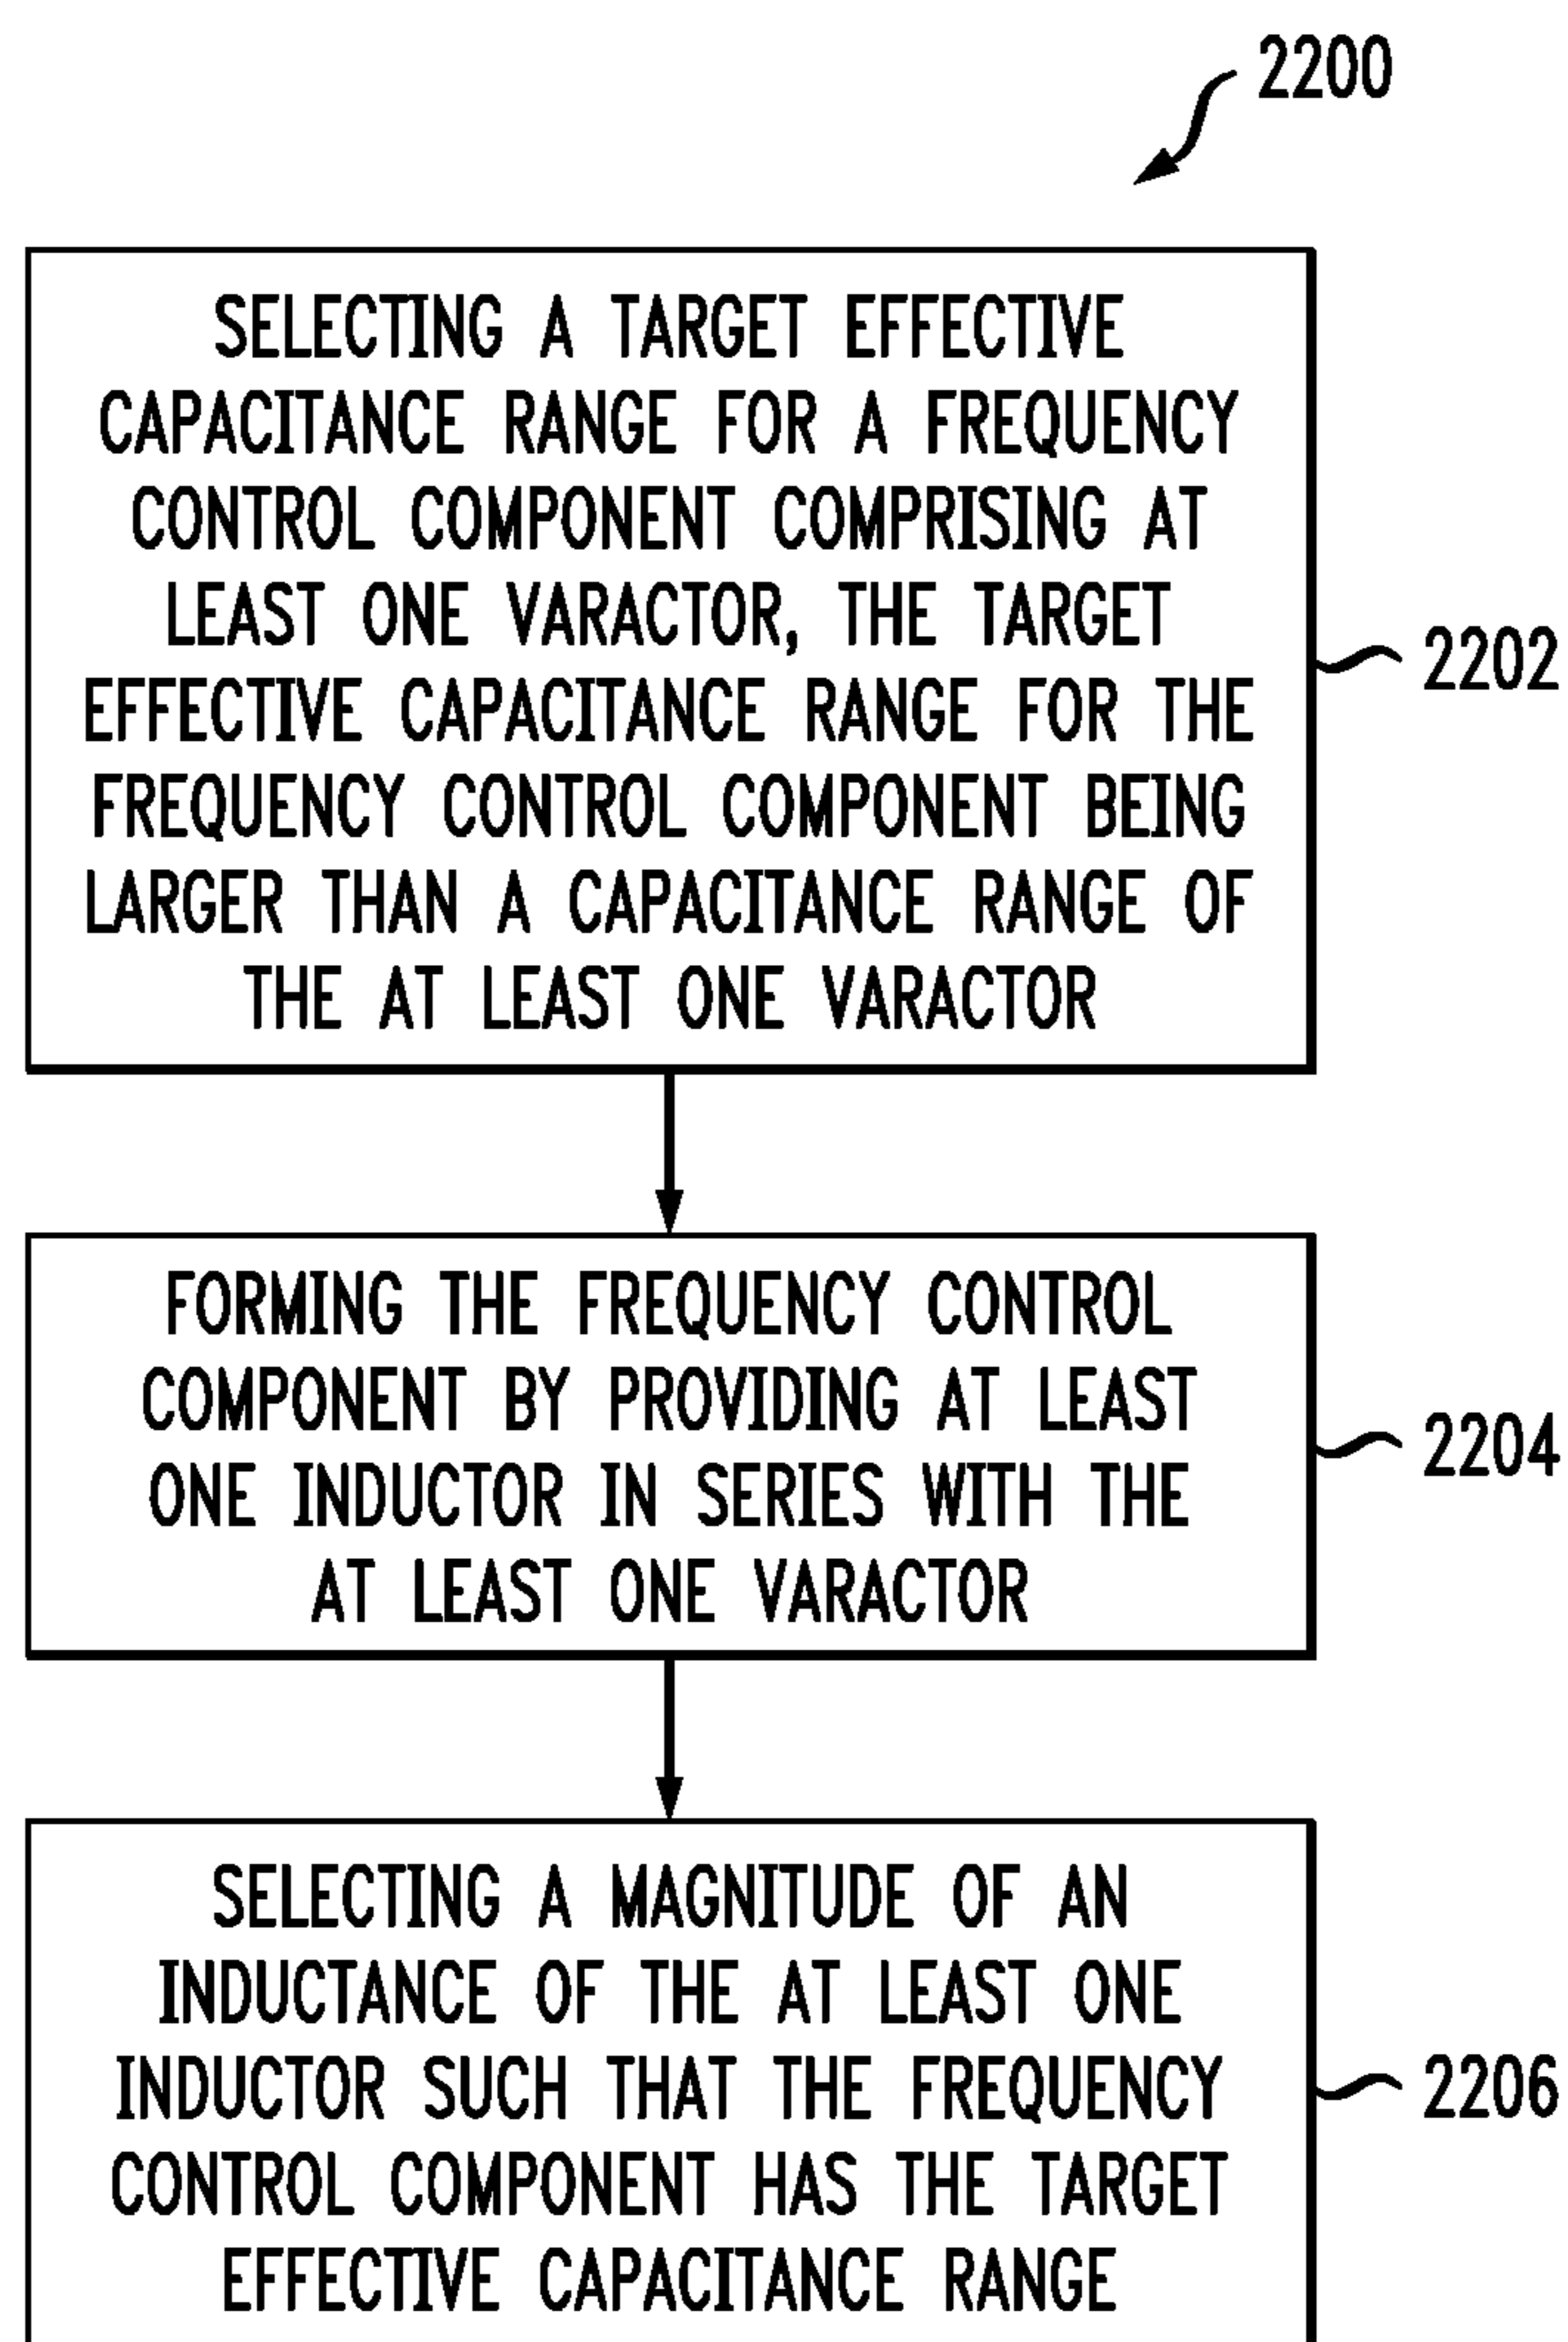 2200
SELECTING A TARGET EFFECTIVE
CAPACITANCE RANGE FOR A FREQUENCY
CONTROL COMPONENT COMPRISING AT
LEAST ONE VARACTOR, THE TARGET
EFFECTIVE CAPACITANCE RANGE FOR THE
FREQUENCY CONTROL COMPONENT BEING
LARGER THAN A CAPACITANCE RANGE OF
THE AT LEAST ONE VARACTOR
2202
FORMING THE FREQUENCY CONTROL
COMPONENT BY PROVIDING AT LEAST
ONE INDUCTOR IN SERIES WITH THE
AT LEAST ONE VARACTOR
2204
SELECTING A MAGNITUDE OF AN
INDUCTANCE OF THE AT LEAST ONE
INDUCTOR SUCH THAT THE FREQUENCY
CONTROL COMPONENT HAS THE TARGET
EFFECTIVE CAPACITANCE RANGE
2206